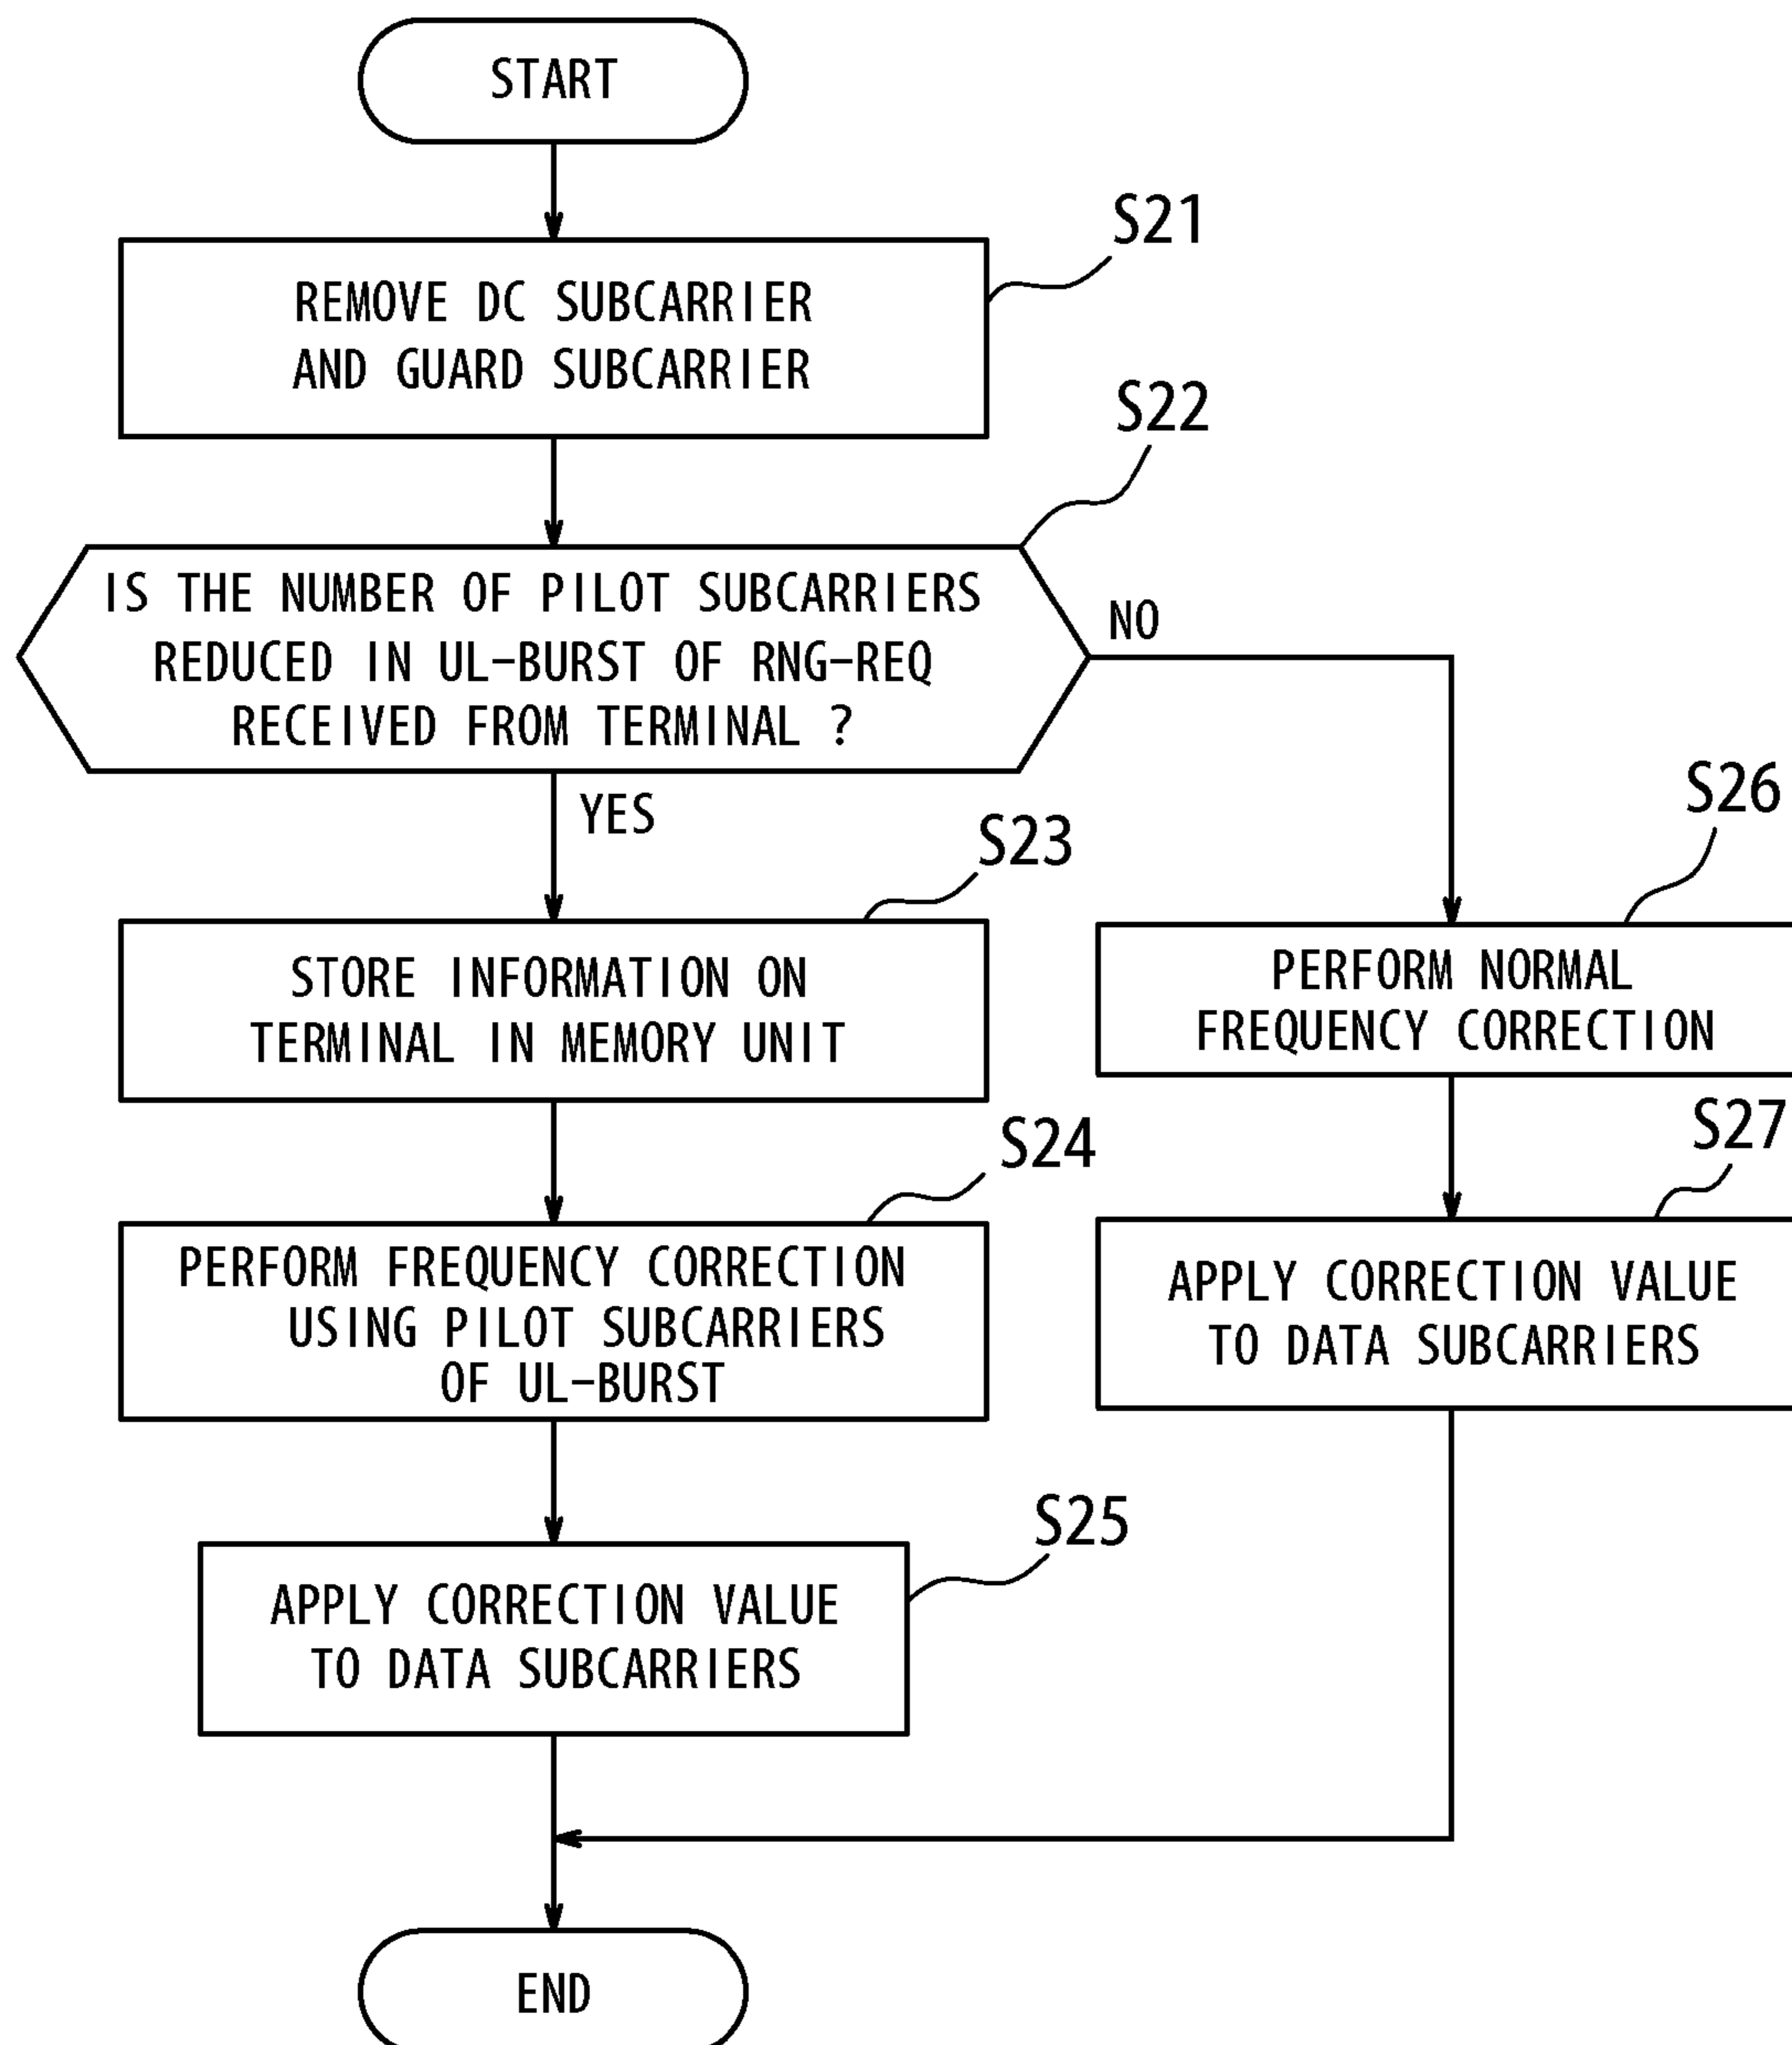 START
S21
REMOVE DC SUBCARRIER
AND GUARD SUBCARRIER
S22
IS THE NUMBER OF PILOT SUBCARRIERS
REDUCED IN UL-BURST OF RNG-REQ
RECEIVED FROM TERMINAL ?
NO
YES
S23
STORE INFORMATION ON
TERMINAL IN MEMORY UNIT
S24
PERFORM FREQUENCY CORRECTION
USING PILOT SUBCARRIERS
OF UL-BURST
S25
APPLY CORRECTION VALUE
TO DATA SUBCARRIERS
S26
PERFORM NORMAL
FREQUENCY CORRECTION
S27
APPLY CORRECTION VALUE
TO DATA SUBCARRIERS
END